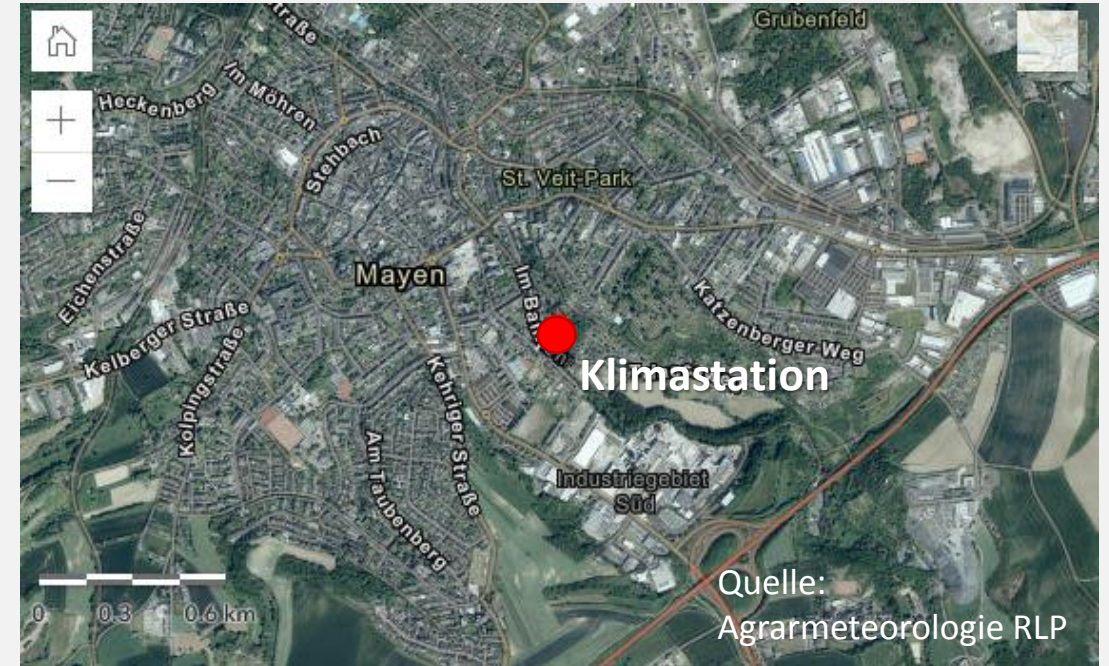 Grubenfeld
straße
Im Möhren
Heckenberg
Stehbach
St. Veit-Park
Eichenstraße
Mayen
Katzenberger Weg
Kelberger Straße
Kolpingstraße
Klimastation
Kehriger Straße
Am Taubenberg
Industriegebiet
Süd
Quelle:
0 0.3 0.6 km
Agrarmeteorologie RLP